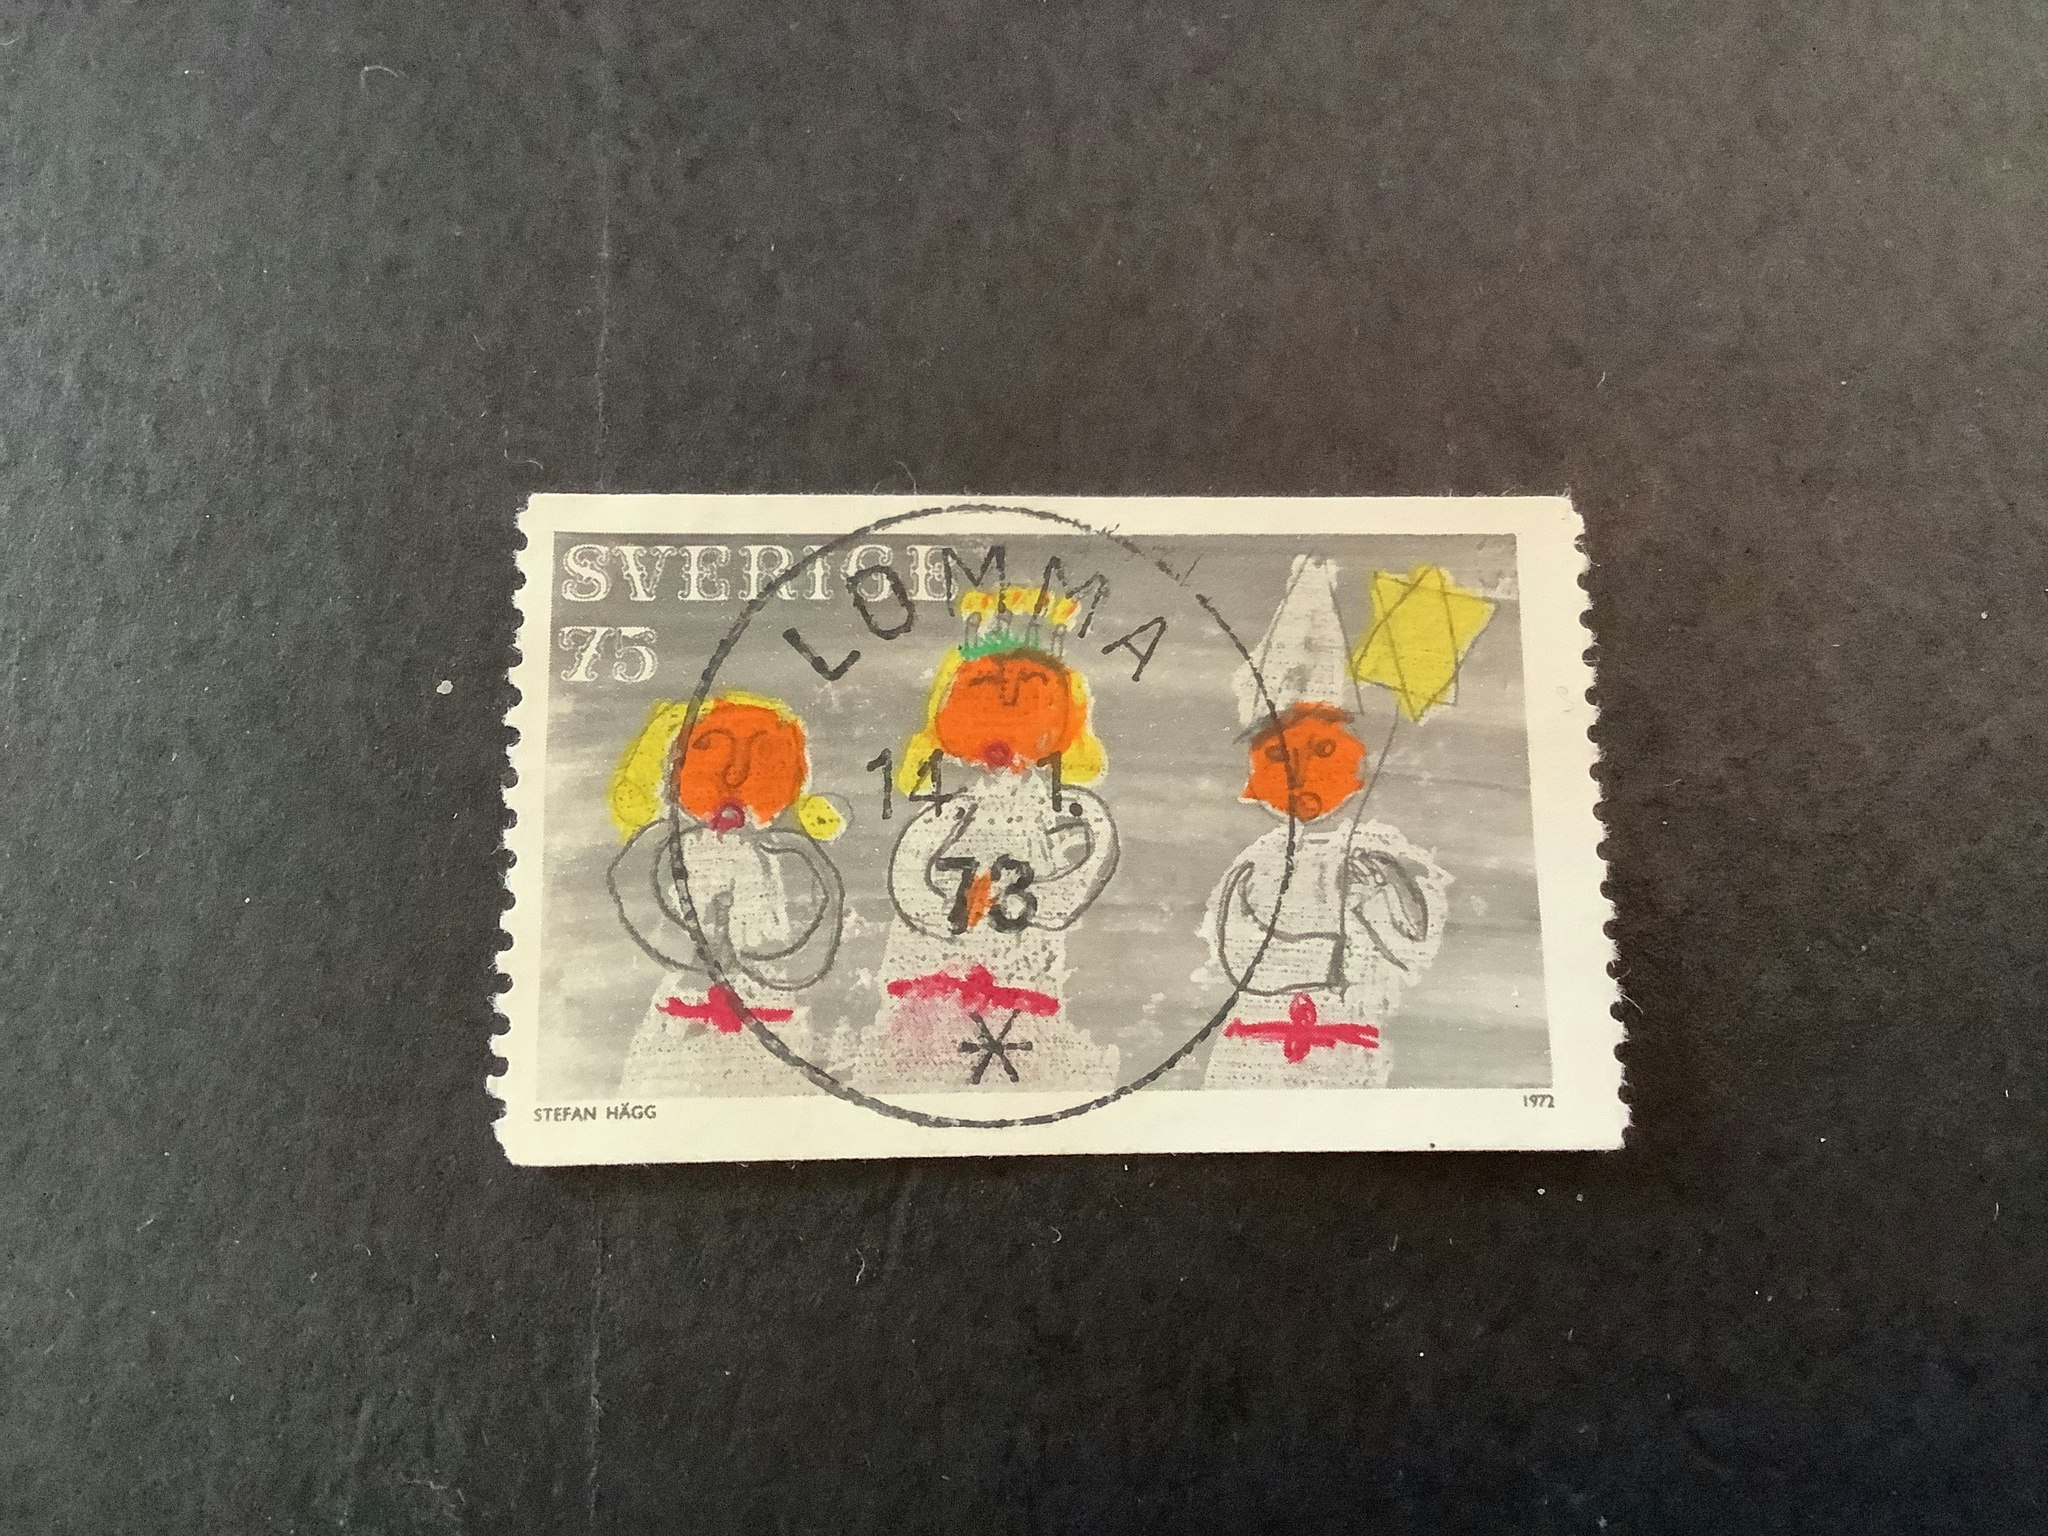 SVERIGE
75
LOMMA
14. 1.
73
*
STEFAN HÄGG
1972